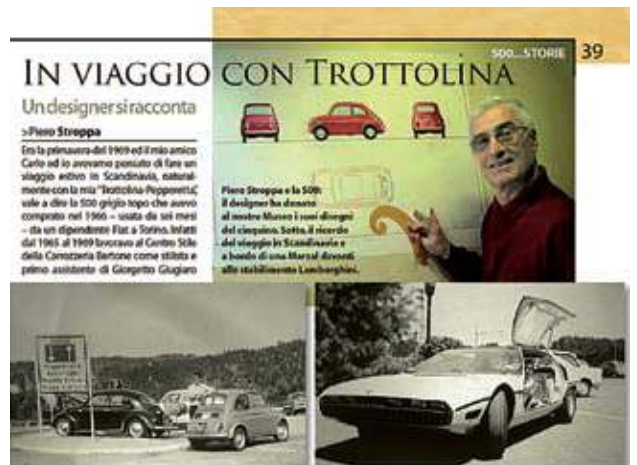 500...STORIE 39
IN VIAGGIO CON TROTTOLINA
Un designer si racconta
>Piero Stroppa
Era la primavera del 1969 ed il mio amico
Carlo ed io avevamo pensato di fare un
viaggio estivo in Scandinavia, natural-
mente con la mia "Trottolina-Pepperetta",
vale a dire la 500 grigio topo che avevo
comprato nel 1966 – usata da sei mesi
– da un dipendente Fiat a Torino. Infatti
dal 1965 al 1969 lavoravo al Centro Stile
della Carrozzeria Bertone come stilista e
primo assistente di Giorgetto Giugiaro
Piero Stroppa e la 500:
il designer ha donato
al nostro Museo i suoi disegni
del cinquino. Sotto, il ricordo
del viaggio in Scandinavia e
a bordo di una Marzal davanti
allo stabilimento Lamborghini.